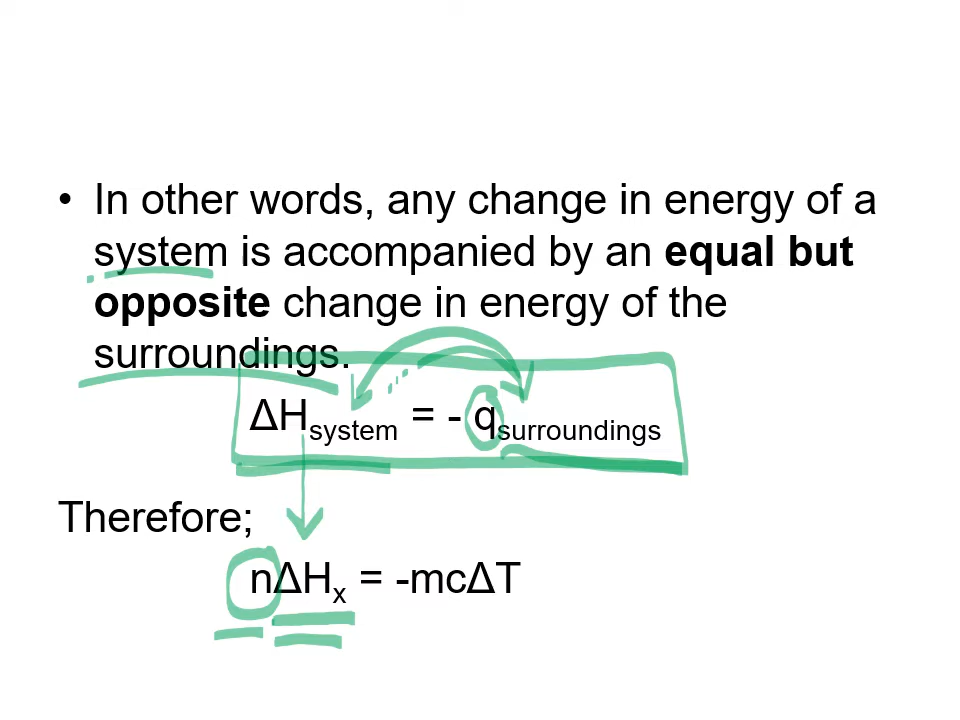 • In other words, any change in energy of a
system is accompanied by an equal but
opposite change in energy of the
surroundings.
ΔHsystem = - qsurroundings
Therefore;
nΔHx = -mcΔT